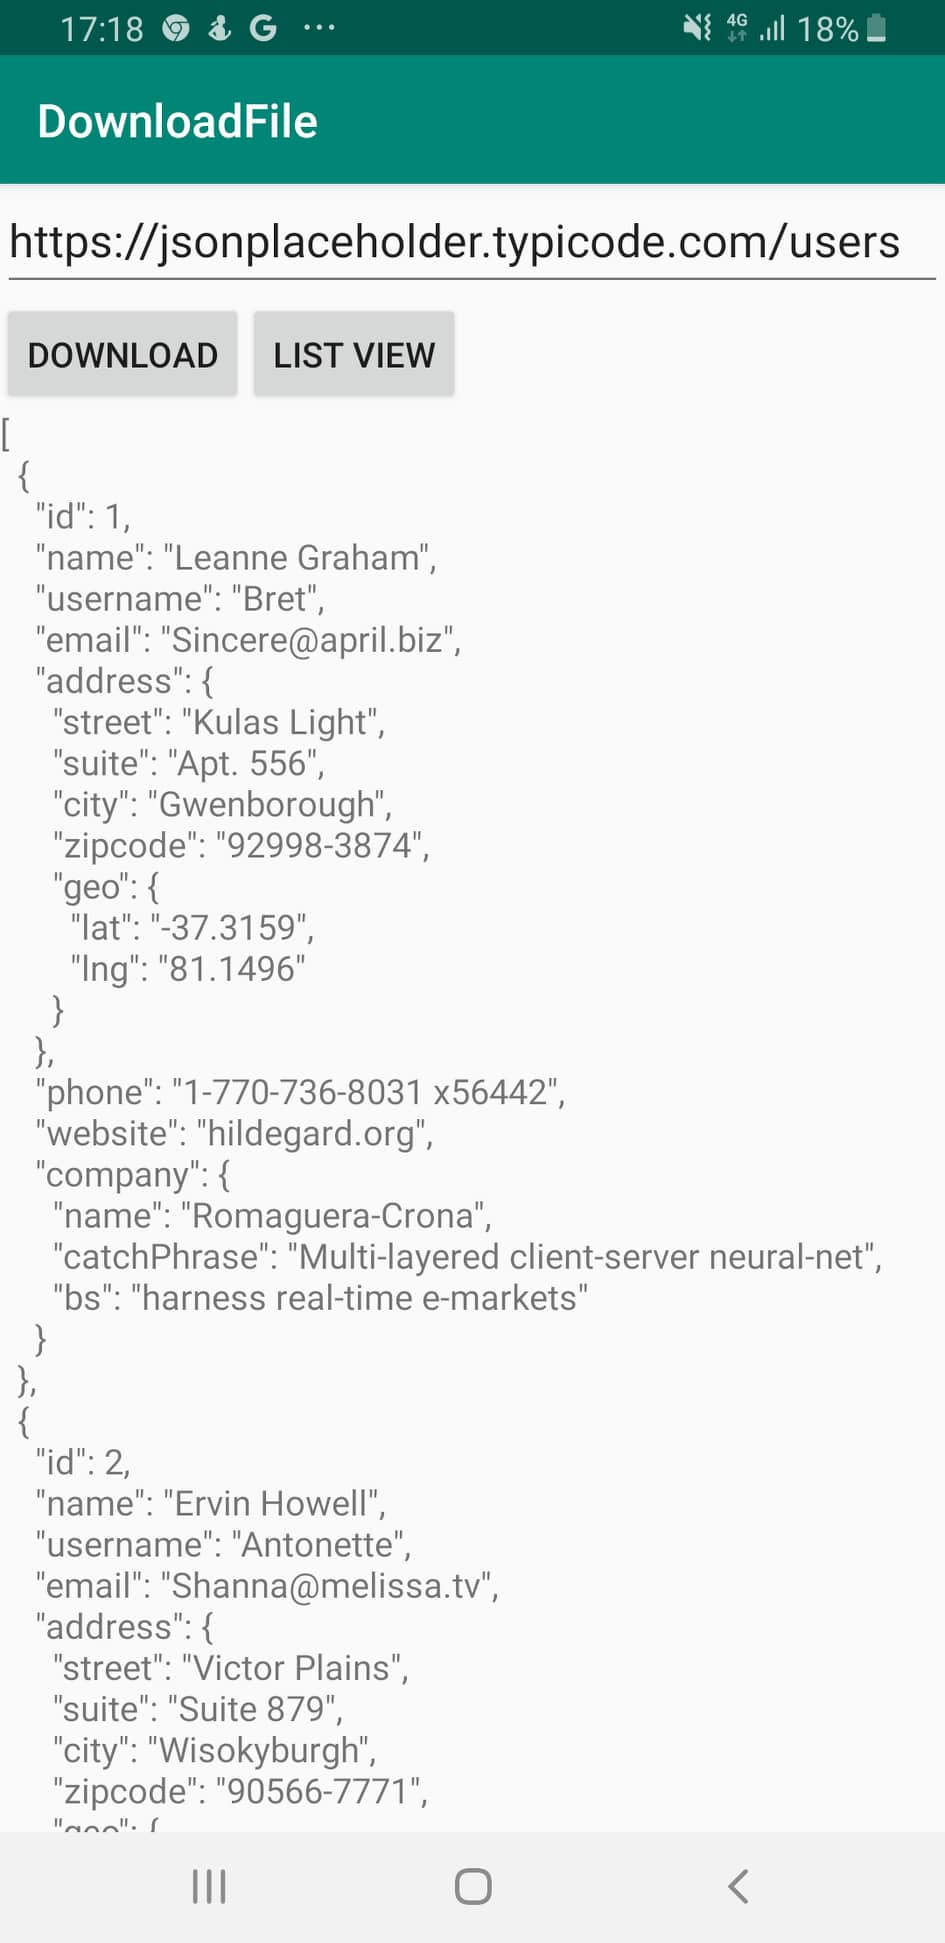 17:18 G ... 4G 18%
DownloadFile
https://jsonplaceholder.typicode.com/users
DOWNLOAD LIST VIEW
[
{
"id": 1,
"name": "Leanne Graham",
"username": "Bret",
"email": "Sincere@april.biz",
"address": {
"street": "Kulas Light",
"suite": "Apt. 556",
"city": "Gwenborough",
"zipcode": "92998-3874",
"geo": {
"lat": "-37.3159",
"lng": "81.1496"
}
},
"phone": "1-770-736-8031 x56442",
"website": "hildegard.org",
"company": {
"name": "Romaguera-Crona",
"catchPhrase": "Multi-layered client-server neural-net",
"bs": "harness real-time e-markets"
}
},
{
"id": 2,
"name": "Ervin Howell",
"username": "Antonette",
"email": "Shanna@melissa.tv",
"address": {
"street": "Victor Plains",
"suite": "Suite 879",
"city": "Wisokyburgh",
"zipcode": "90566-7771",
"geo": {